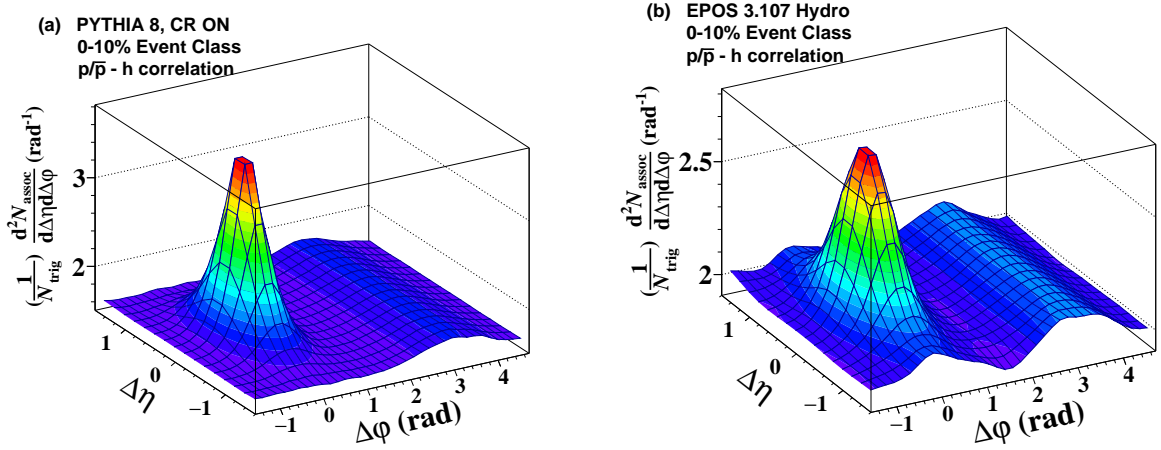 (a) PYTHIA 8, CR ON
0-10% Event Class
p/p̅ - h correlation
(1/N_trig) d²N_assoc/dΔηdΔφ (rad⁻¹)
3
2
1
0
−1
Δη
−1
0
1
2
3
4
Δφ (rad)
(b) EPOS 3.107 Hydro
0-10% Event Class
p/p̅ - h correlation
(1/N_trig) d²N_assoc/dΔηdΔφ (rad⁻¹)
2.5
2
1
0
−1
Δη
−1
0
1
2
3
4
Δφ (rad)